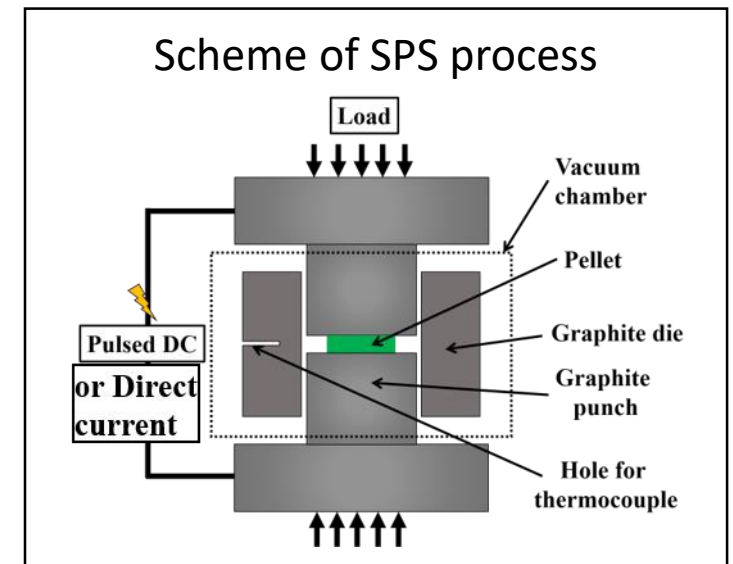 Scheme of SPS process
Load
Vacuum
chamber
Pellet
Pulsed DC
or Direct
current
Graphite die
Graphite
punch
Hole for
thermocouple